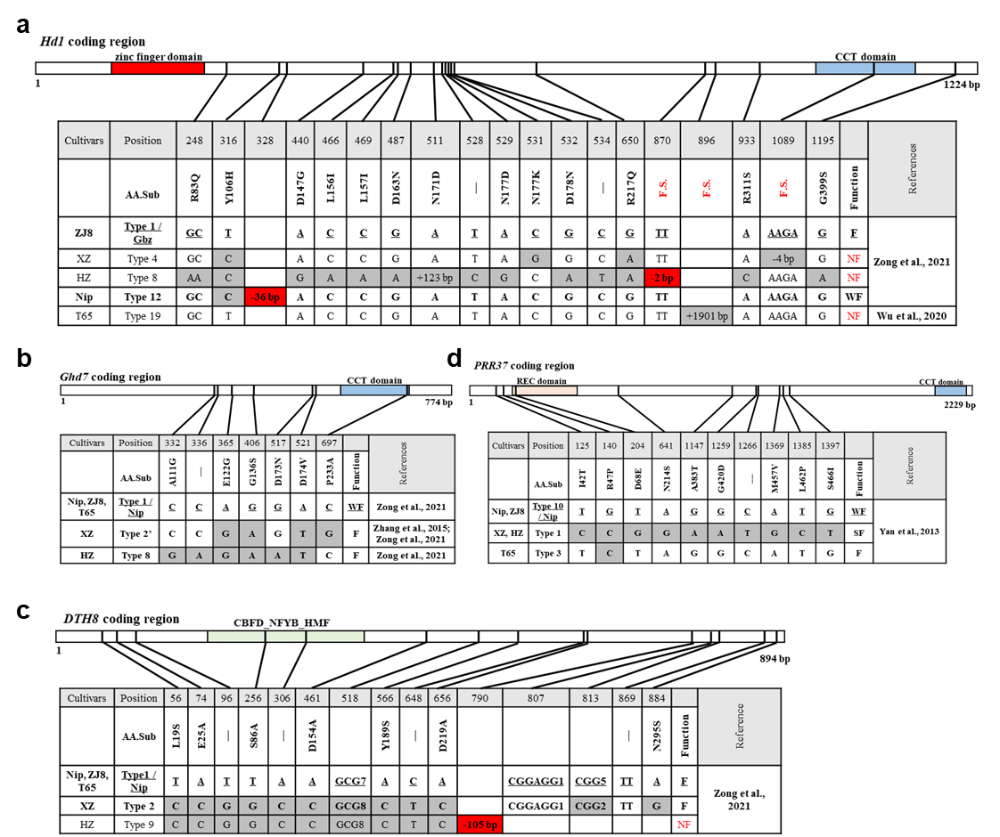 a
Hd1 coding region
zinc finger domain
CCT domain
1
1224 bp
Cultivars Position 248 316 328 440 466 469 487 511 528 529 531 532 534 650 870 896 933 1089 1195 References
AA.Sub R83Q Y106H D147G L156I L157I D163N N171D — N177D N177K D178N — R217Q F.S. F.S. R311S F.S. G399S Function
ZJ8 Type 1 / Gbz GC T A C C G A T A C G C G TT A AAGA G F Zong et al., 2021
XZ Type 4 GC C A C C G A T A G G C A TT A -4 bp G NF
HZ Type 8 AA C G A A A +123 bp C G C A T A -2 bp C AAGA A NF
Nip Type 12 GC C -36 bp A C C G A T A C G C G TT A AAGA G WF
T65 Type 19 GC T A C C G A T A C G C G TT +1901 bp A AAGA G NF Wu et al., 2020
b
Ghd7 coding region
CCT domain
1
774 bp
Cultivars Position 332 336 365 406 517 521 697 References
AA.Sub A111G — E122G G136S D173N D174V P233A Function
Nip, ZJ8, T65 Type 1 / Nip C C A G G A C WF Zong et al., 2021
XZ Type 2’ C C G A G T G F Zhang et al., 2015; Zong et al., 2021
HZ Type 8 G A G A A T C F Zong et al., 2021
d
PRR37 coding region
REC domain
CCT domain
1
2229 bp
Cultivars Position 125 140 204 641 1147 1259 1266 1369 1385 1397 References
AA.Sub I42T R47P D68E N214S A383T G420D — M457V L462P S466I Function
Nip, ZJ8 Type 10 / Nip T G T A G G C A T G WF Yan et al., 2013
XZ, HZ Type 1 C C G G A A T G C T SF
T65 Type 3 T C T A G G C A T G F
c
DTH8 coding region
CBFD_NFYB_HMF
1
894 bp
Cultivars Position 56 74 96 256 306 461 518 566 648 656 790 807 813 869 884 Reference
AA.Sub L19S E25A — S86A — D154A Y189S — D219A — N295S Function
Nip, ZJ8, T65 Type1 / Nip T A T T A A GCG7 A C A CGGAGG1 CGG5 TT A F Zong et al., 2021
XZ Type 2 C C G G C C GCG8 C T C CGGAGG1 CGG2 TT G F
HZ Type 9 C C G G C C GCG8 C T C -105 bp NF